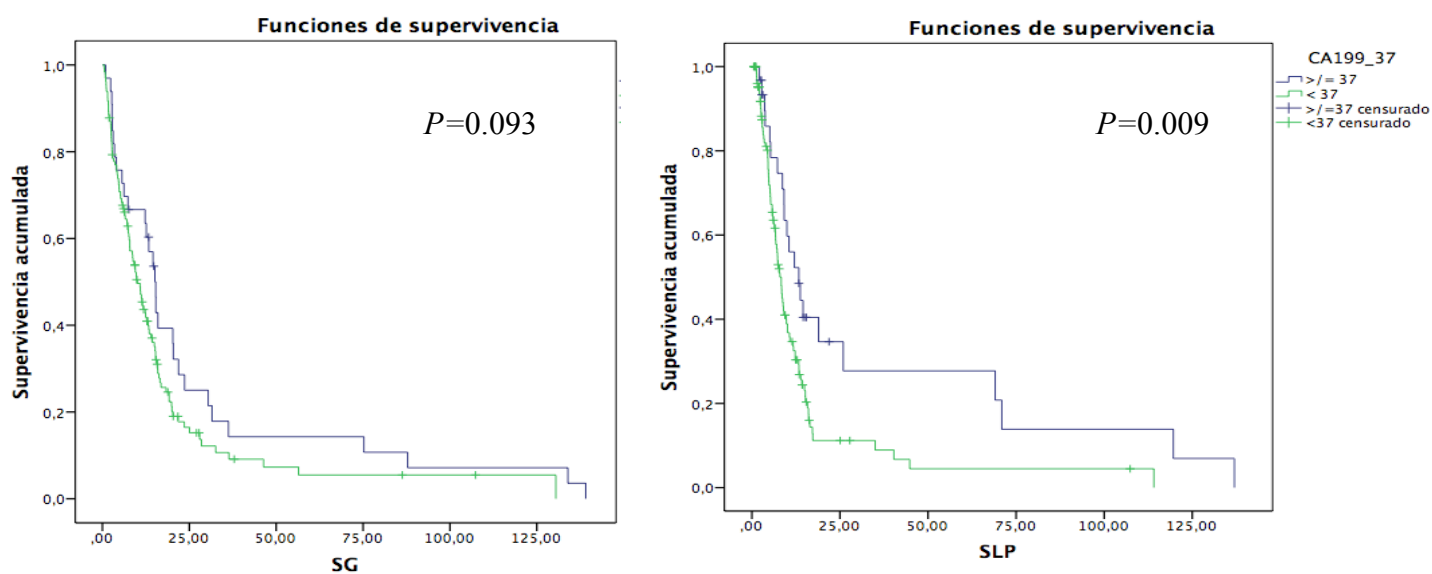 Funciones de supervivencia
P=0.093
Supervivencia acumulada
1,0
0,8
0,6
0,4
0,2
0,0
,00 25,00 50,00 75,00 100,00 125,00
SG
Funciones de supervivencia
P=0.009
Supervivencia acumulada
1,0
0,8
0,6
0,4
0,2
0,0
,00 25,00 50,00 75,00 100,00 125,00
SLP
CA199_37
>/= 37
< 37
>/=37 censurado
<37 censurado